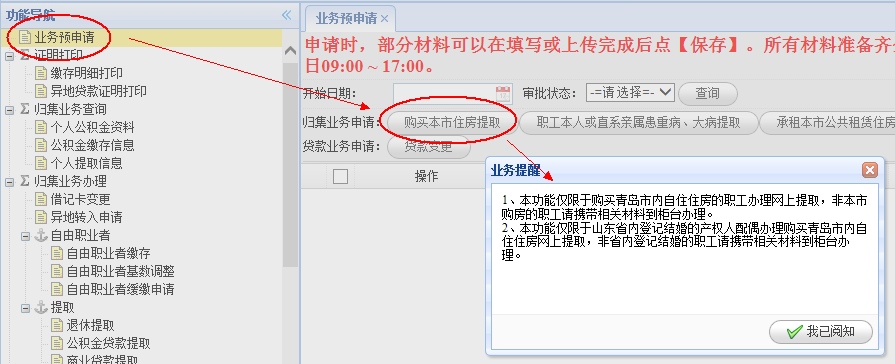 功能导航
业务预申请
证明打印
缴存明细打印
异地贷款证明打印
归集业务查询
个人公积金资料
公积金缴存信息
个人提取信息
归集业务办理
借记卡变更
异地转入申请
自由职业者
自由职业者缴存
自由职业者基数调整
自由职业者缓缴申请
提取
退休提取
公积金贷款提取
商业贷款提取
业务预申请
申请时，部分材料可以在填写或上传完成后点【保存】。所有材料准备齐
日09:00 ~ 17:00。
开始日期： 审批状态： -=请选择=- 查询
归集业务申请： 购买本市住房提取 职工本人或直系亲属患重病、大病提取 承租本市公共租赁住房
贷款业务申请： 贷款变更
操作
业务提醒
1、本功能仅限于购买青岛市内自住住房的职工办理网上提取，非本市
购房的职工请携带相关材料到柜台办理。
2、本功能仅限于山东省内登记结婚的产权人配偶办理购买青岛市内自
住住房网上提取，非省内登记结婚的职工请携带相关材料到柜台办
理。
我已阅知